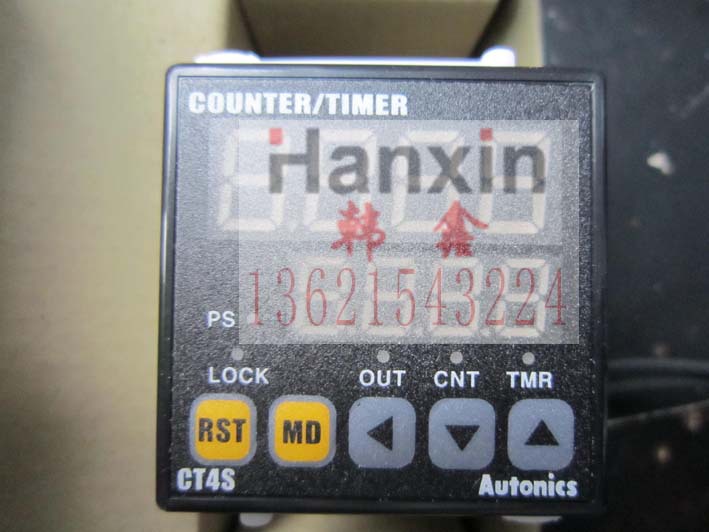 COUNTER/TIMER
Hanxin
韩 鑫
13621543224
PS
LOCK OUT CNT TMR
RST MD
CT4S Autonics